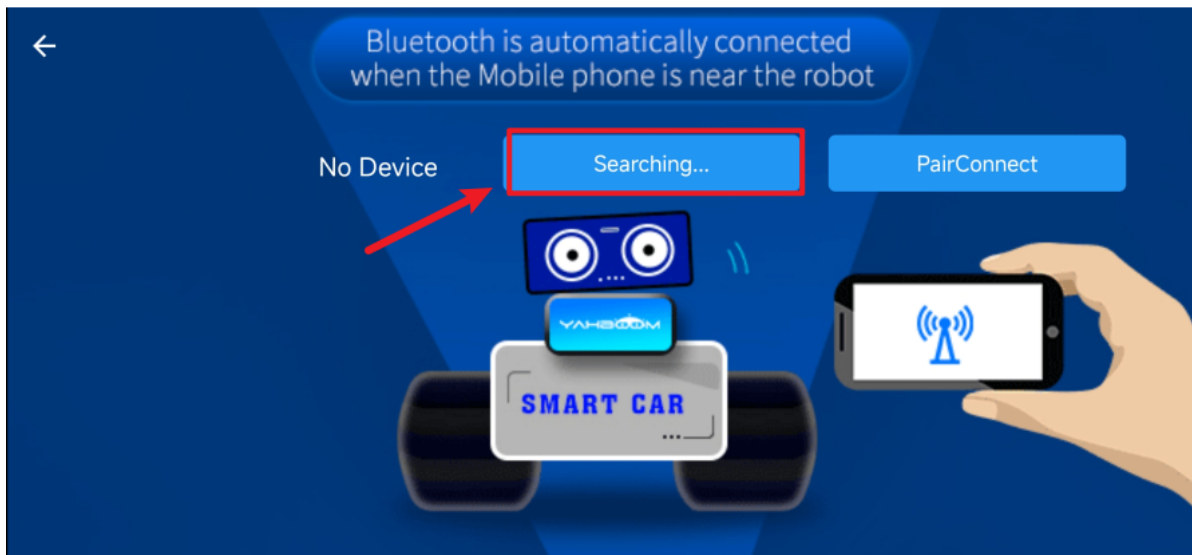 Bluetooth is automatically connected
when the Mobile phone is near the robot
No Device
Searching...
PairConnect
YAHBOOM
SMART CAR